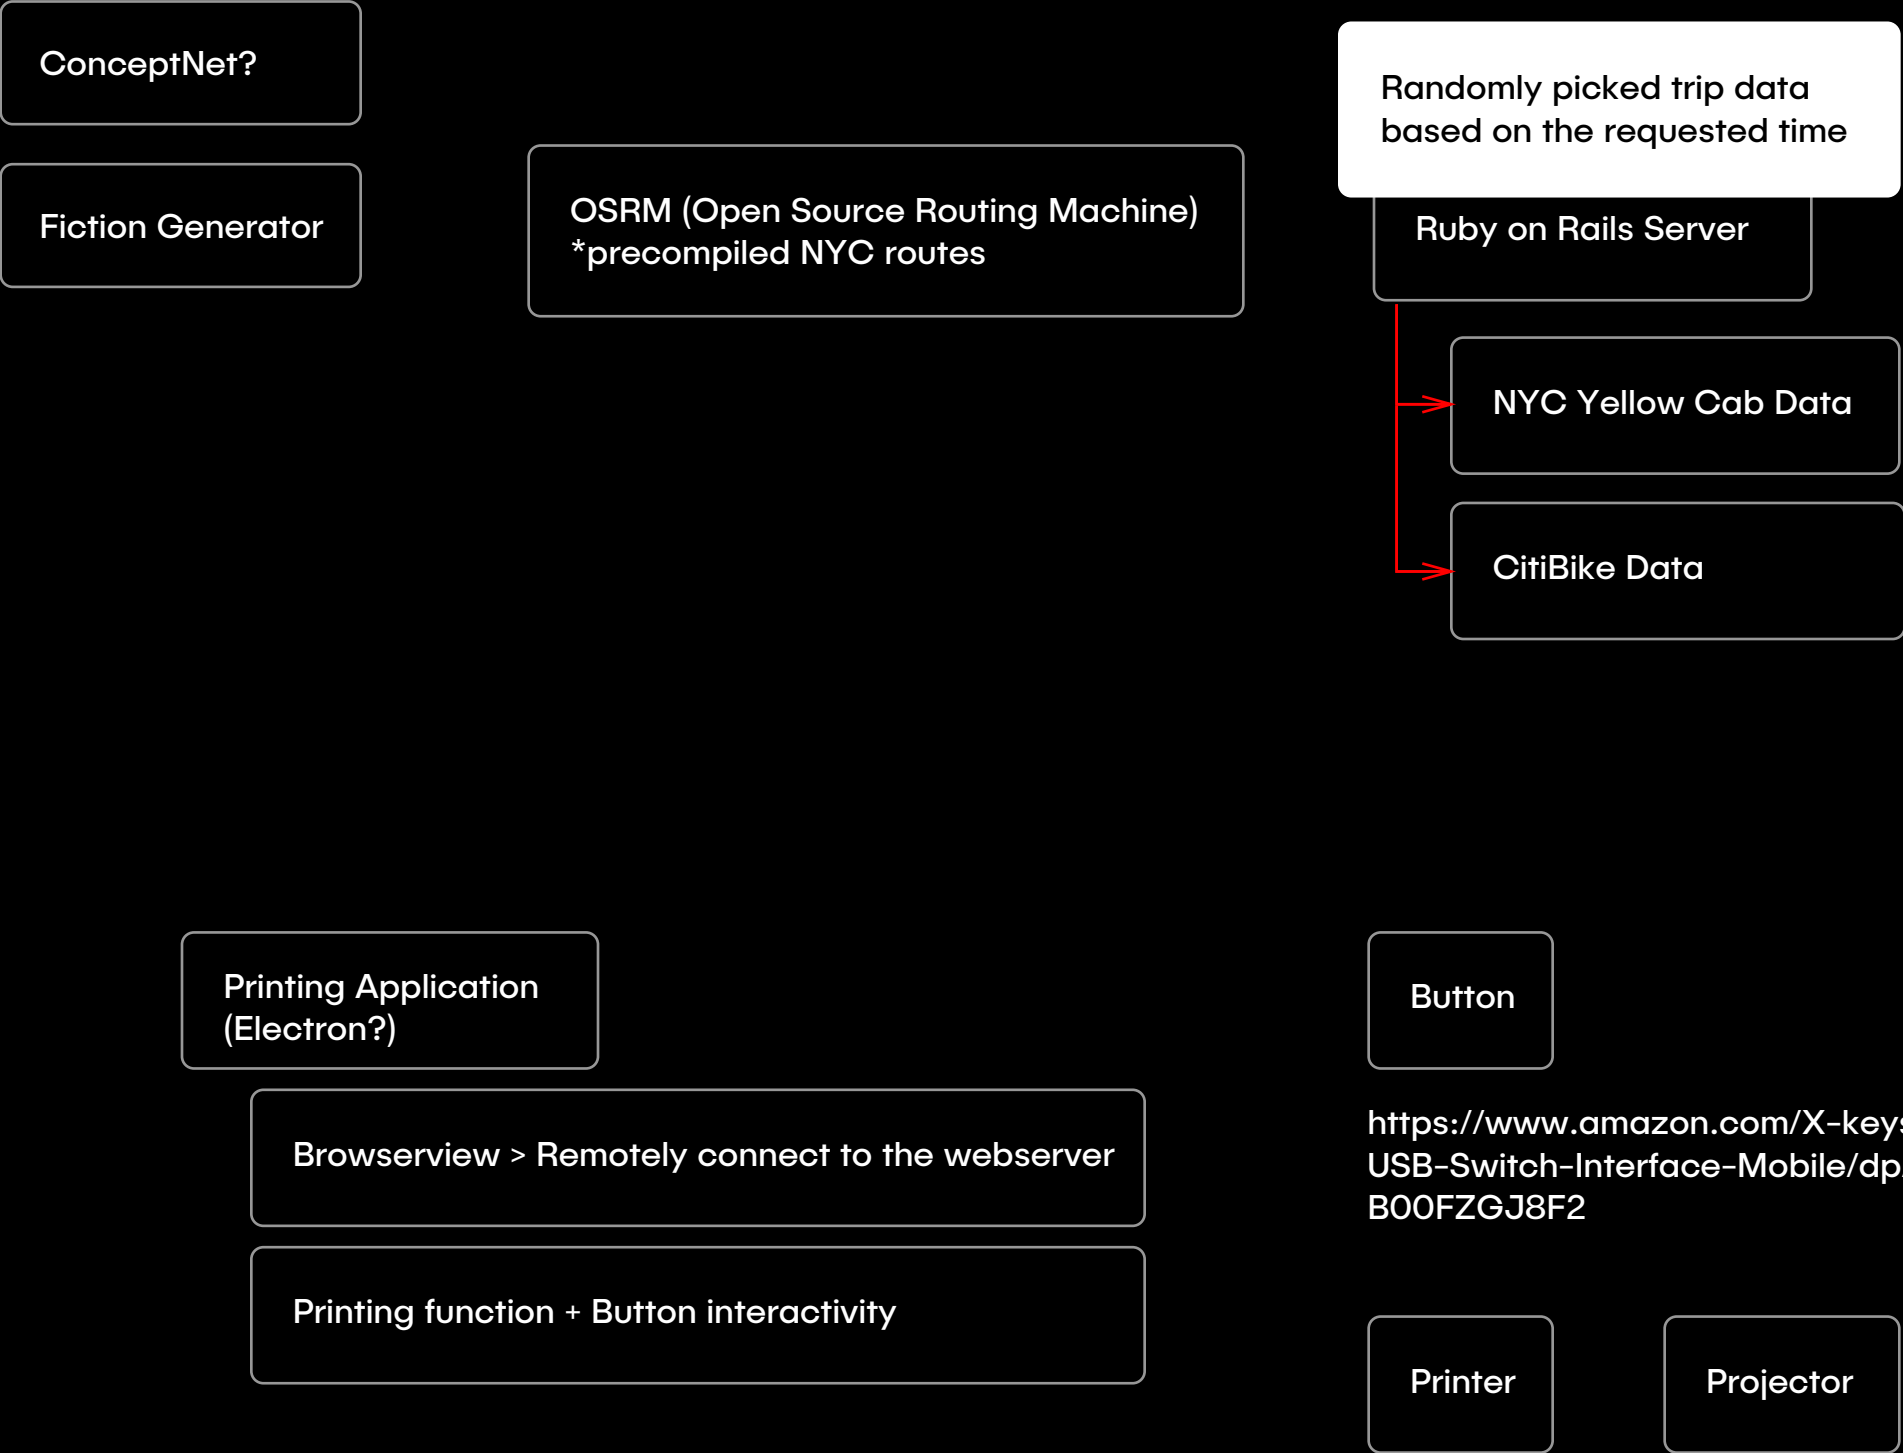 ConceptNet?
Fiction Generator
OSRM (Open Source Routing Machine)
*precompiled NYC routes
Randomly picked trip data
based on the requested time
Ruby on Rails Server
NYC Yellow Cab Data
CitiBike Data
Printing Application
(Electron?)
Browserview > Remotely connect to the webserver
Printing function + Button interactivity
Button
https://www.amazon.com/X-keys
USB-Switch-Interface-Mobile/dp
B00FZGJ8F2
Printer
Projector